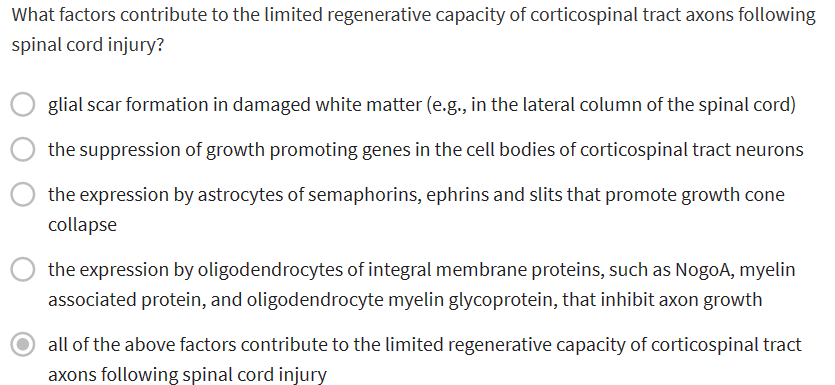 What factors contribute to the limited regenerative capacity of corticospinal tract axons following
spinal cord injury?
glial scar formation in damaged white matter (e.g., in the lateral column of the spinal cord)
the suppression of growth promoting genes in the cell bodies of corticospinal tract neurons
the expression by astrocytes of semaphorins, ephrins and slits that promote growth cone
collapse
the expression by oligodendrocytes of integral membrane proteins, such as NogoA, myelin
associated protein, and oligodendrocyte myelin glycoprotein, that inhibit axon growth
all of the above factors contribute to the limited regenerative capacity of corticospinal tract
axons following spinal cord injury